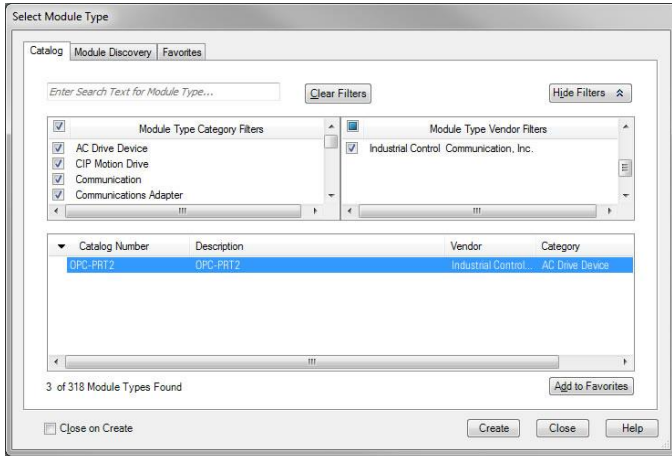 Select Module Type
Catalog Module Discovery Favorites
Enter Search Text for Module Type... Clear Filters Hide Filters
Module Type Category Filters Module Type Vendor Filters
AC Drive Device Industrial Control Communication, Inc.
CIP Motion Drive
Communication
Communications Adapter
Catalog Number Description Vendor Category
OPC-PRT2 OPC-PRT2 Industrial Control... AC Drive Device
3 of 318 Module Types Found Add to Favorites
Close on Create Create Close Help